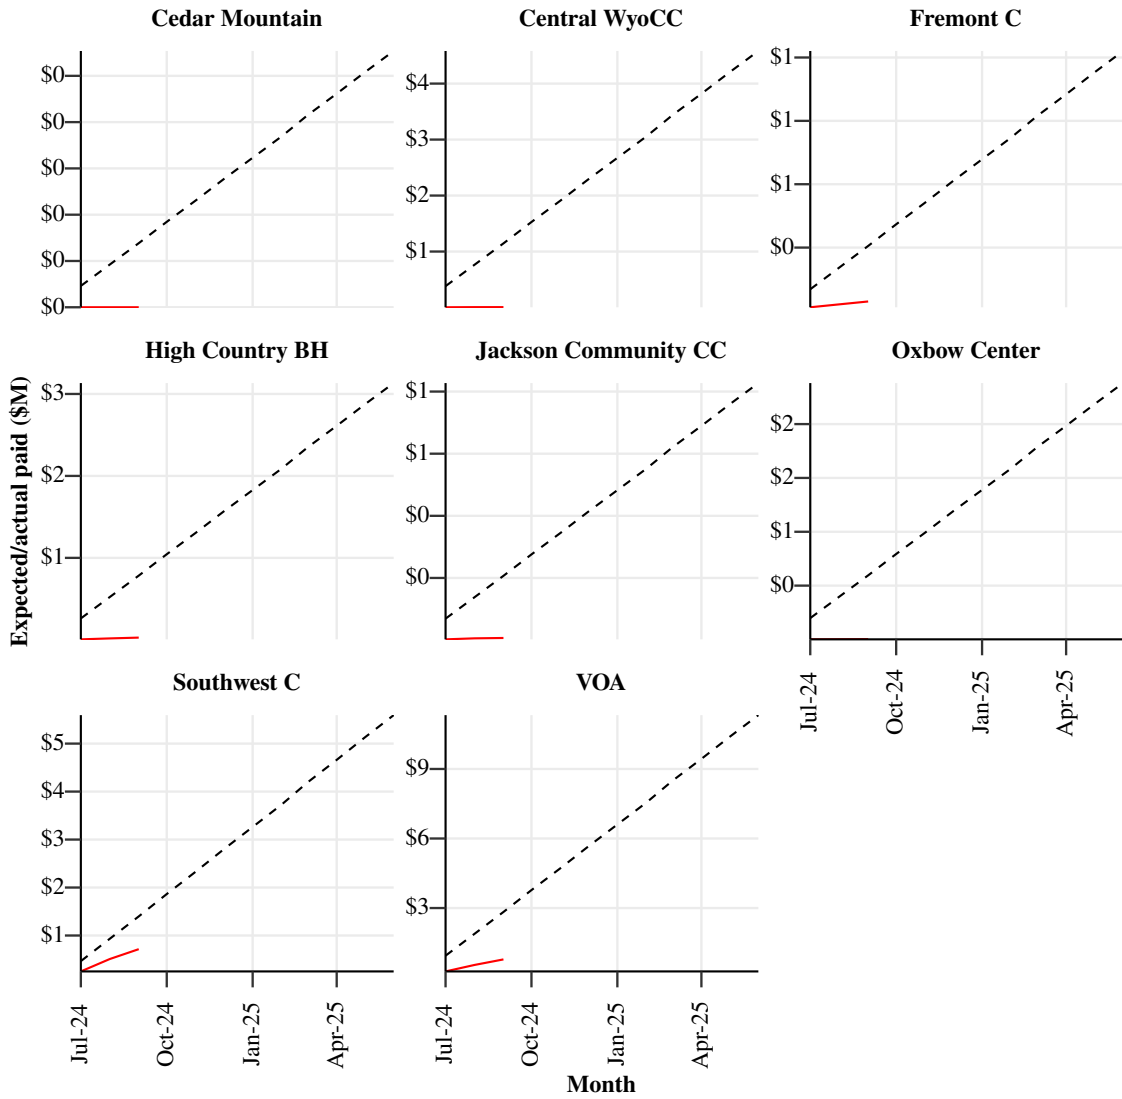 Cedar Mountain
Central WyoCC
Fremont C
$0
$0
$0
$0
$0
$0
$4
$3
$2
$1
$1
$1
$1
$0
High Country BH
Jackson Community CC
Oxbow Center
Expected/actual paid ($M)
$3
$2
$1
$1
$1
$0
$0
$2
$2
$1
$0
Jul-24
Oct-24
Jan-25
Apr-25
Southwest C
VOA
$5
$4
$3
$2
$1
$9
$6
$3
Jul-24
Oct-24
Jan-25
Apr-25
Jul-24
Oct-24
Jan-25
Apr-25
Month